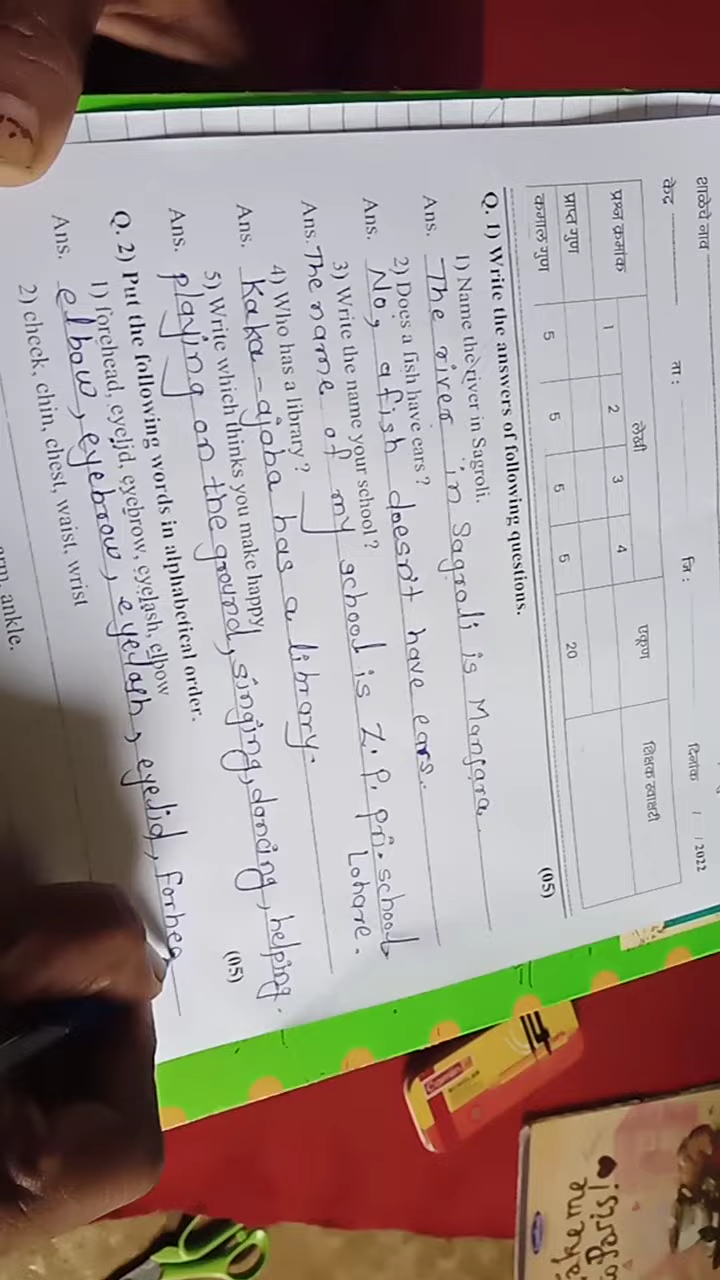 शाळेचे नाव
केंद्र ता : जि : दिनांक / / 2022
प्रश्न क्रमांक लेखी एकूण शिक्षक स्वाक्षरी
1 2 3 4
प्राप्त गुण
कमाल गुण 5 5 5 5 20
Q. 1) Write the answers of following questions. (05)
1) Name the river in Sagroli.
Ans. The river in Sagroli is Manjara.
2) Does a fish have ears ?
Ans. No, a fish doesn't have ears.
3) Write the name your school ?
Ans. The name of my school is Z.P. pri.school
Lohare.
4) Who has a library ?
Ans. Kaka-ajoba has a library.
5) Write which thinks you make happy
Ans. playing on the ground, singing, dancing, helping.
Q. 2) Put the following words in alphabetical order. (05)
1) forehead, eyelid, eyebrow, eyelash, elbow
Ans. elbow, eyebrow, eyelash, eyelid, forhea
2) cheek, chin, chest, waist, wrist
arm, ankle.
Camlin
ake me
o Paris!